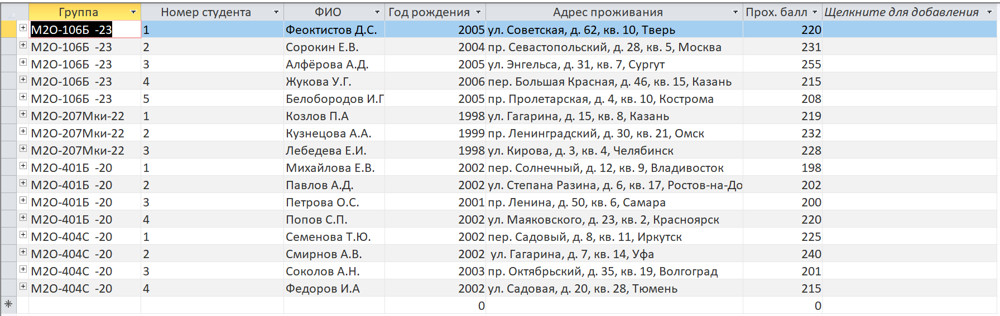 Группа Номер студента ФИО Год рождения Адрес проживания Прох. балл Щелкните для добавления
М2О-106Б -23 1 Феоктистов Д.С. 2005 ул. Советская, д. 62, кв. 10, Тверь 220
М2О-106Б -23 2 Сорокин Е.В. 2004 пр. Севастопольский, д. 28, кв. 5, Москва 231
М2О-106Б -23 3 Алфёрова А.Д. 2005 ул. Энгельса, д. 31, кв. 7, Сургут 255
М2О-106Б -23 4 Жукова У.Г. 2006 пер. Большая Красная, д. 46, кв. 15, Казань 215
М2О-106Б -23 5 Белобородов И.Г 2005 пр. Пролетарская, д. 4, кв. 10, Кострома 208
М2О-207Мки-22 1 Козлов П.А 1998 ул. Гагарина, д. 15, кв. 8, Казань 219
М2О-207Мки-22 2 Кузнецова А.А. 1999 пр. Ленинградский, д. 30, кв. 21, Омск 232
М2О-207Мки-22 3 Лебедева Е.И. 1998 ул. Кирова, д. 3, кв. 4, Челябинск 228
М2О-401Б -20 1 Михайлова Е.В. 2002 пер. Солнечный, д. 12, кв. 9, Владивосток 198
М2О-401Б -20 2 Павлов А.Д. 2002 ул. Степана Разина, д. 6, кв. 17, Ростов-на-До 202
М2О-401Б -20 3 Петрова О.С. 2001 пр. Ленина, д. 50, кв. 6, Самара 200
М2О-401Б -20 4 Попов С.П. 2002 ул. Маяковского, д. 23, кв. 2, Красноярск 220
М2О-404С -20 1 Семенова Т.Ю. 2002 пер. Садовый, д. 8, кв. 11, Иркутск 225
М2О-404С -20 2 Смирнов А.В. 2002 ул. Гагарина, д. 7, кв. 14, Уфа 240
М2О-404С -20 3 Соколов А.Н. 2003 пр. Октябрьский, д. 35, кв. 19, Волгоград 201
М2О-404С -20 4 Федоров И.А 2002 ул. Садовая, д. 20, кв. 28, Тюмень 215
0 0